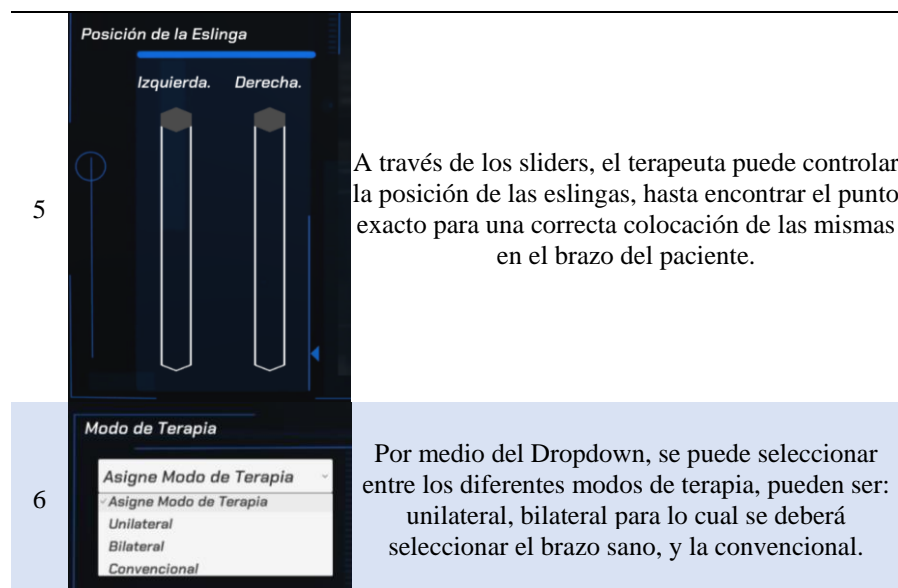 Posición de la Eslinga
Izquierda. Derecha.
5
A través de los sliders, el terapeuta puede controlar
la posición de las eslingas, hasta encontrar el punto
exacto para una correcta colocación de las mismas
en el brazo del paciente.
Modo de Terapia
Asigne Modo de Terapia
Asigne Modo de Terapia
Unilateral
Bilateral
Convencional
6
Por medio del Dropdown, se puede seleccionar
entre los diferentes modos de terapia, pueden ser:
unilateral, bilateral para lo cual se deberá
seleccionar el brazo sano, y la convencional.